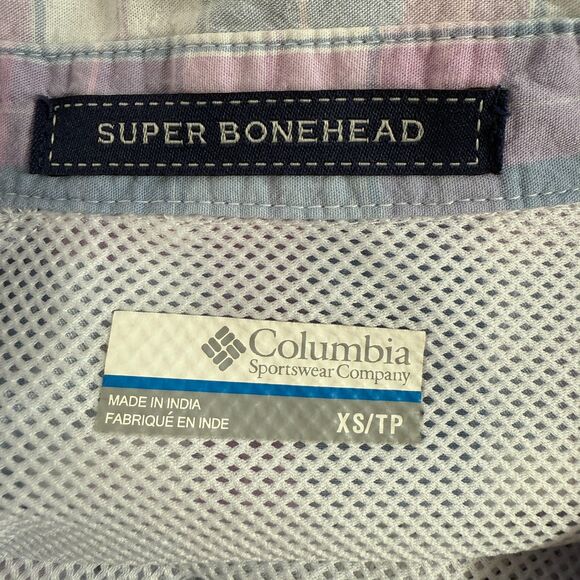 SUPER BONEHEAD
Columbia
Sportswear Company
MADE IN INDIA
FABRIQUÉ EN INDE
XS/TP